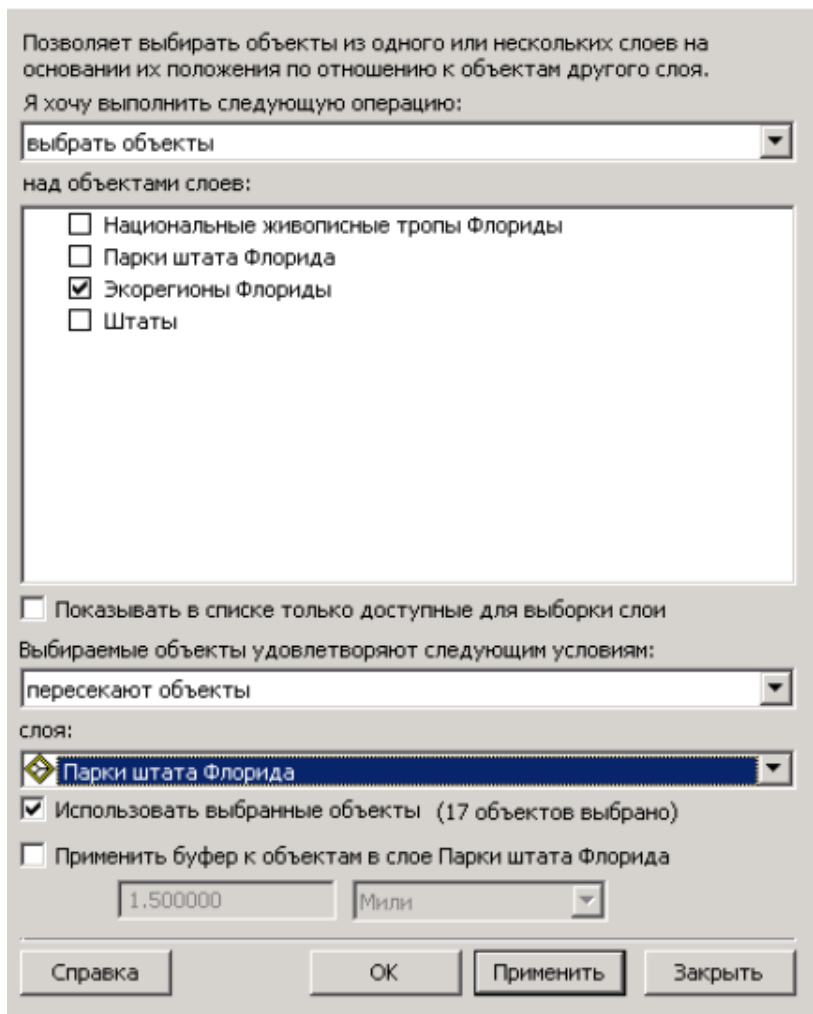 Позволяет выбирать объекты из одного или нескольких слоев на
основании их положения по отношению к объектам другого слоя.
Я хочу выполнить следующую операцию:
выбрать объекты
над объектами слоев:
Национальные живописные тропы Флориды
Парки штата Флорида
Экорегионы Флориды
Штаты
Показывать в списке только доступные для выборки слои
Выбираемые объекты удовлетворяют следующим условиям:
пересекают объекты
слоя:
Парки штата Флорида
Использовать выбранные объекты (17 объектов выбрано)
Применить буфер к объектам в слое Парки штата Флорида
1.500000 Мили
Справка ОК Применить Закрыть